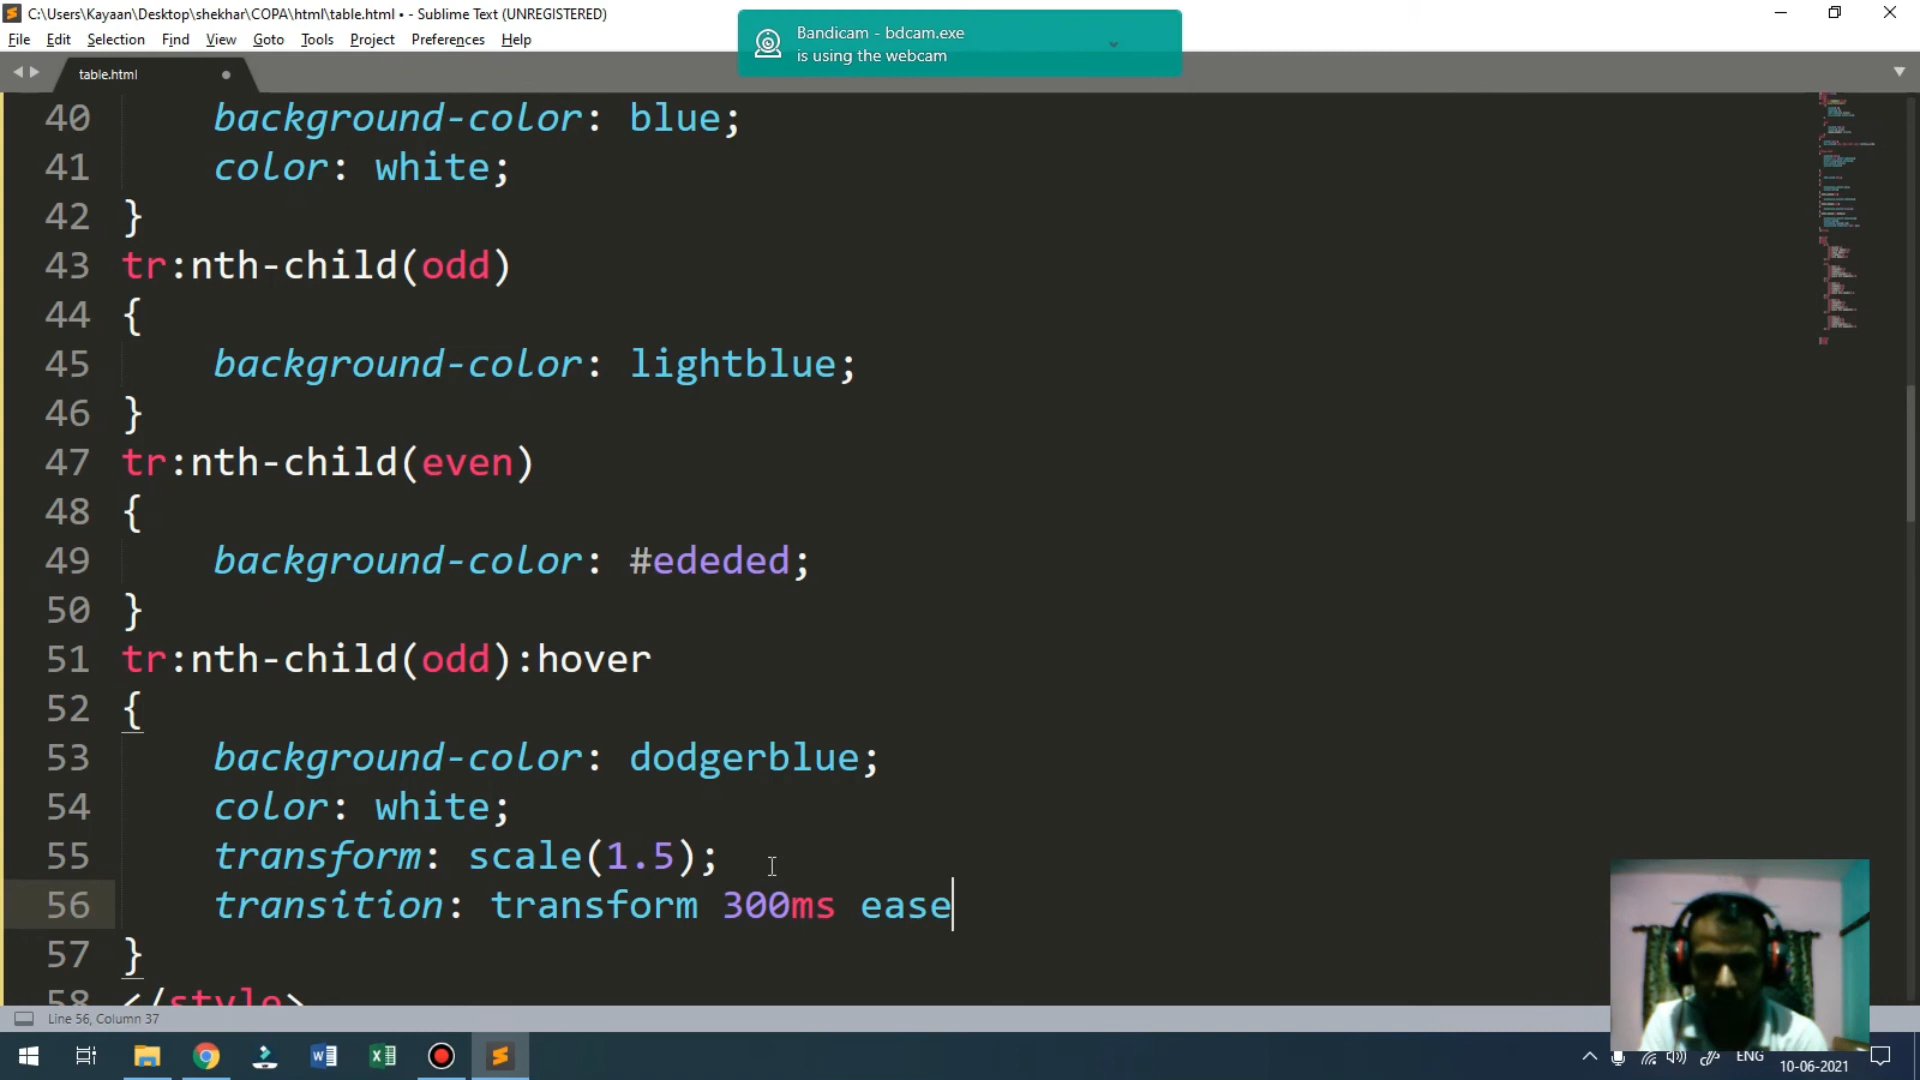 C:\Users\Kayaan\Desktop\shekhar\COPA\html\table.html • - Sublime Text (UNREGISTERED)
File Edit Selection Find View Goto Tools Project Preferences Help
Bandicam - bdcam.exe
is using the webcam
table.html
40 background-color: blue;
41 color: white;
42 }
43 tr:nth-child(odd)
44 {
45 background-color: lightblue;
46 }
47 tr:nth-child(even)
48 {
49 background-color: #ededed;
50 }
51 tr:nth-child(odd):hover
52 {
53 background-color: dodgerblue;
54 color: white;
55 transform: scale(1.5);
56 transition: transform 300ms ease
57 }
58 </style>
Line 56, Column 37
ENG
10-06-2021